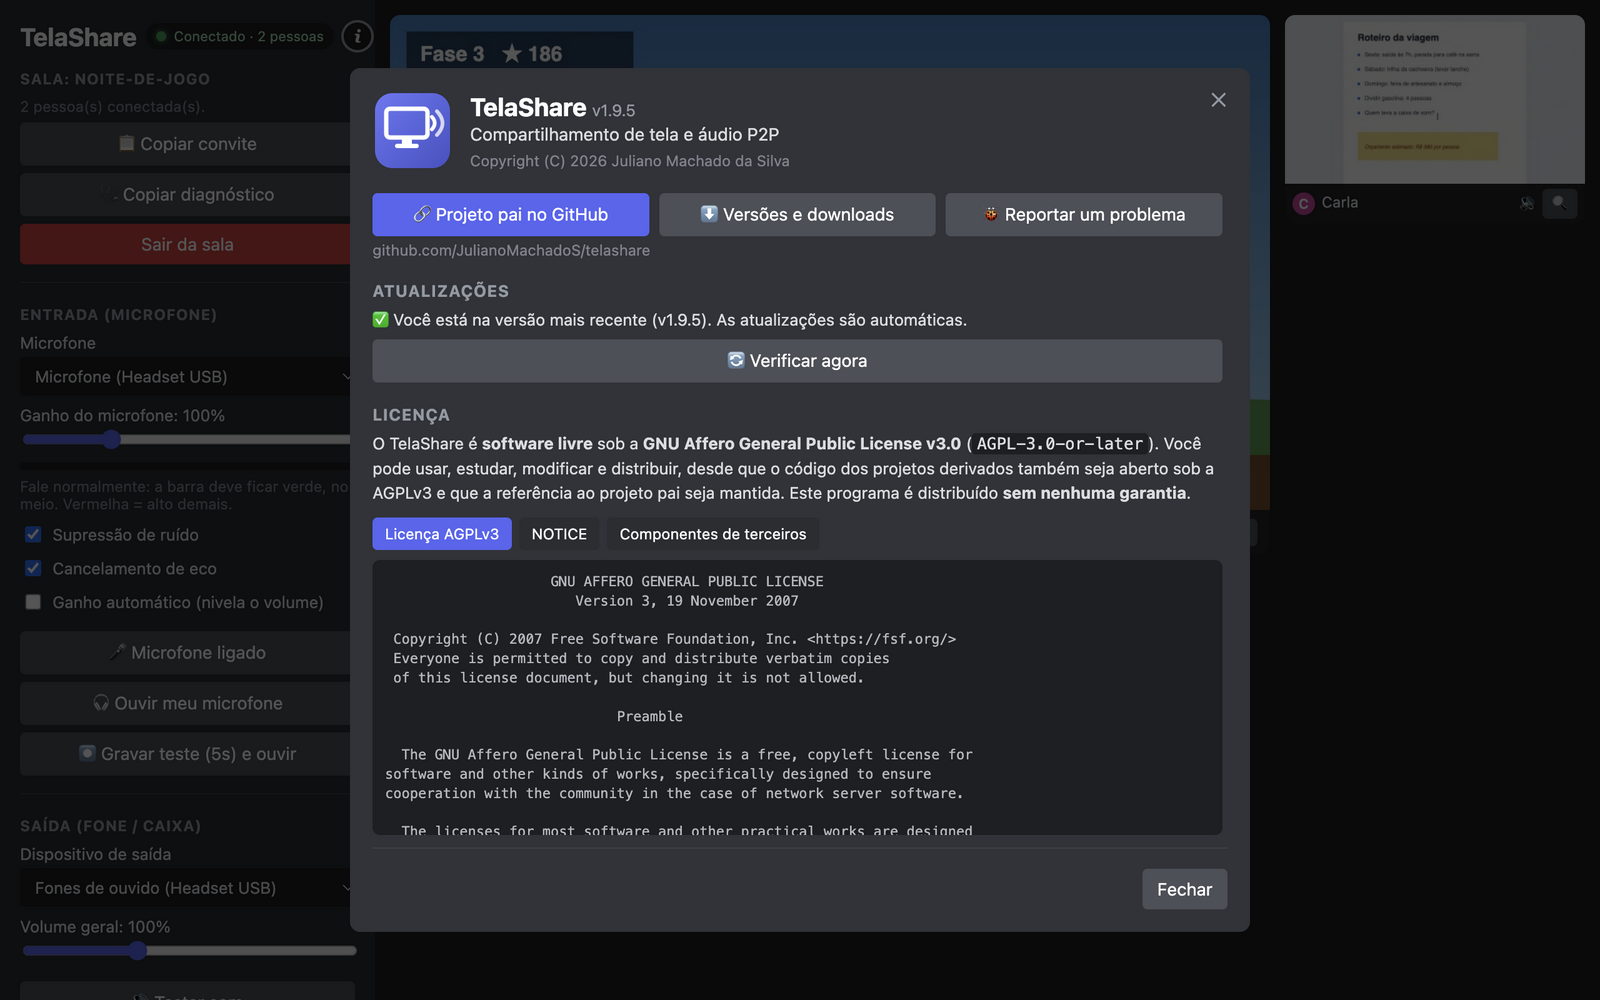 TelaShare
Conectado · 2 pessoas
i
SALA: NOITE-DE-JOGO
2 pessoa(s) conectada(s).
Copiar convite
Copiar diagnóstico
Sair da sala
ENTRADA (MICROFONE)
Microfone
Microfone (Headset USB)
Ganho do microfone: 100%
Fale normalmente: a barra deve ficar verde, no
meio. Vermelha = alto demais.
Supressão de ruído
Cancelamento de eco
Ganho automático (nivela o volume)
Microfone ligado
Ouvir meu microfone
Gravar teste (5s) e ouvir
SAÍDA (FONE / CAIXA)
Dispositivo de saída
Fones de ouvido (Headset USB)
Volume geral: 100%
Fase 3 ★ 186
TelaShare v1.9.5
Compartilhamento de tela e áudio P2P
Copyright (C) 2026 Juliano Machado da Silva
Projeto pai no GitHub
Versões e downloads
Reportar um problema
github.com/JulianoMachadoS/telashare
ATUALIZAÇÕES
Você está na versão mais recente (v1.9.5). As atualizações são automáticas.
Verificar agora
LICENÇA
O TelaShare é software livre sob a GNU Affero General Public License v3.0 (AGPL-3.0-or-later). Você
pode usar, estudar, modificar e distribuir, desde que o código dos projetos derivados também seja aberto sob a
AGPLv3 e que a referência ao projeto pai seja mantida. Este programa é distribuído sem nenhuma garantia.
Licença AGPLv3
NOTICE
Componentes de terceiros
GNU AFFERO GENERAL PUBLIC LICENSE
Version 3, 19 November 2007
Copyright (C) 2007 Free Software Foundation, Inc. <https://fsf.org/>
Everyone is permitted to copy and distribute verbatim copies
of this license document, but changing it is not allowed.
Preamble
The GNU Affero General Public License is a free, copyleft license for
software and other kinds of works, specifically designed to ensure
cooperation with the community in the case of network server software.
The licenses for most software and other practical works are designed
Fechar
Roteiro da viagem
C
Carla